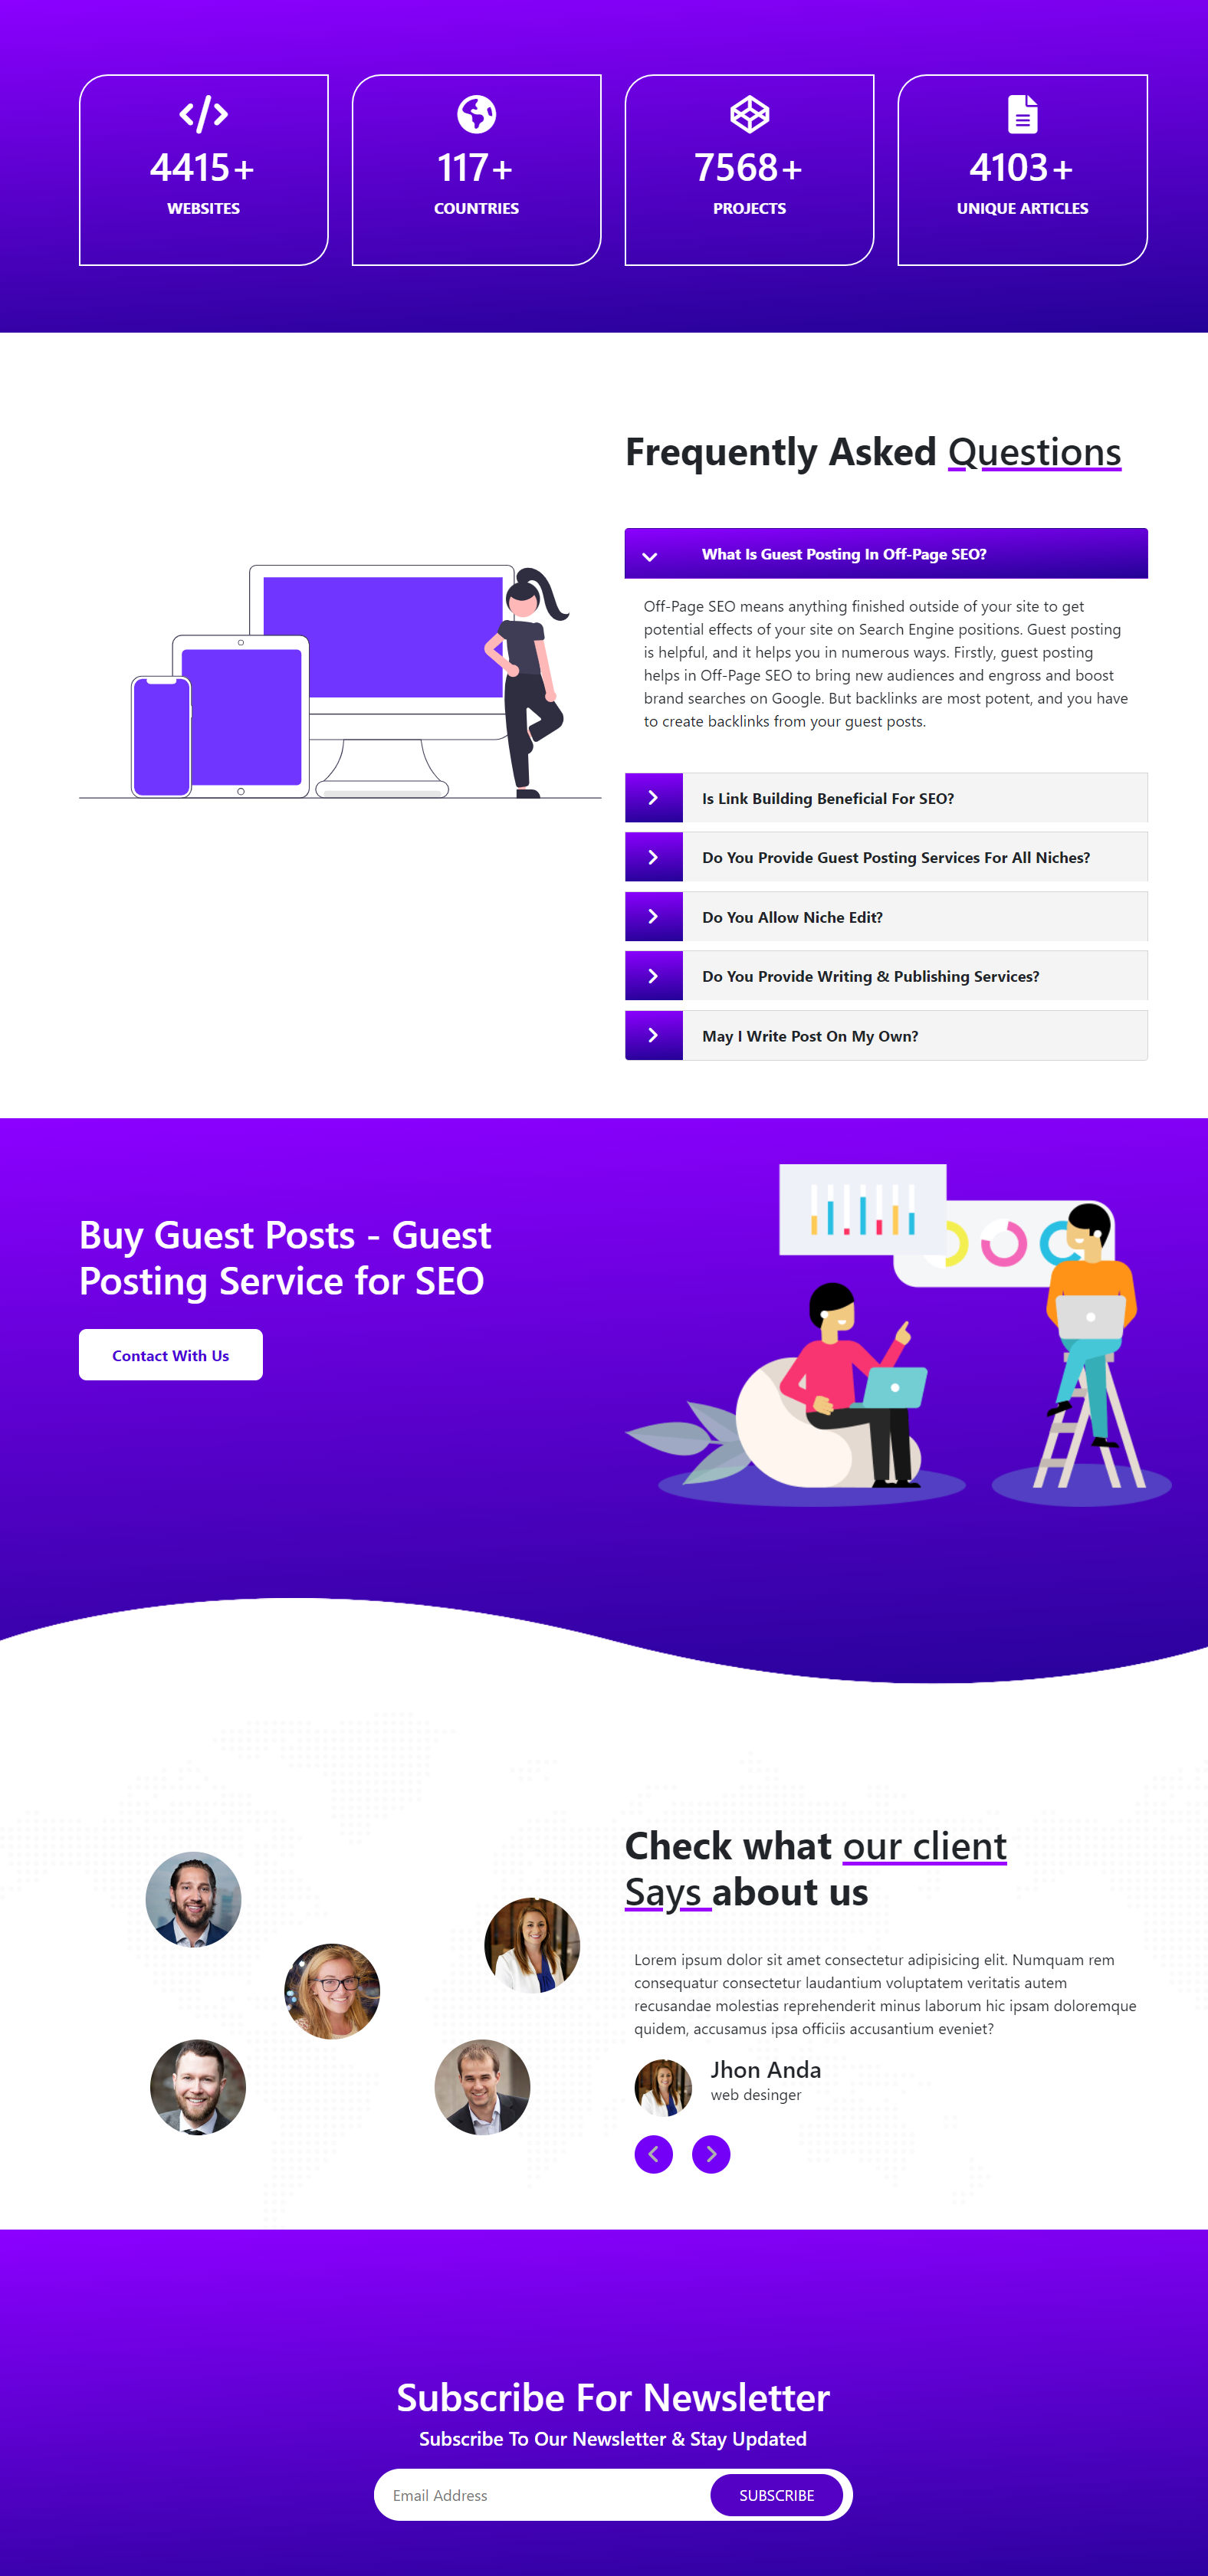 4415+
WEBSITES
117+
COUNTRIES
7568+
PROJECTS
4103+
UNIQUE ARTICLES
Frequently Asked Questions
What Is Guest Posting In Off-Page SEO?
Off-Page SEO means anything finished outside of your site to get
potential effects of your site on Search Engine positions. Guest posting
is helpful, and it helps you in numerous ways. Firstly, guest posting
helps in Off-Page SEO to bring new audiences and engross and boost
brand searches on Google. But backlinks are most potent, and you have
to create backlinks from your guest posts.
Is Link Building Beneficial For SEO?
Do You Provide Guest Posting Services For All Niches?
Do You Allow Niche Edit?
Do You Provide Writing & Publishing Services?
May I Write Post On My Own?
Buy Guest Posts - Guest
Posting Service for SEO
Contact With Us
Check what our client
Says about us
Lorem ipsum dolor sit amet consectetur adipisicing elit. Numquam rem
consequatur consectetur laudantium voluptatem veritatis autem
recusandae molestias reprehenderit minus laborum hic ipsam doloremque
quidem, accusamus ipsa officiis accusantium eveniet?
Jhon Anda
web desinger
Subscribe For Newsletter
Subscribe To Our Newsletter & Stay Updated
Email Address
SUBSCRIBE